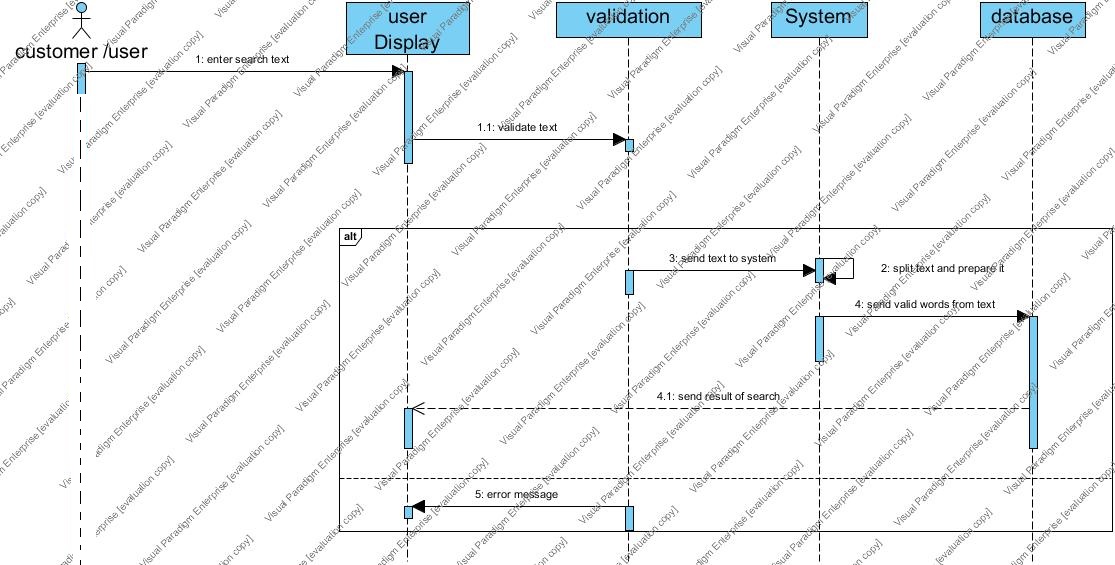 user
Display
validation
System
database
customer /user
1: enter search text
1.1: validate text
alt
3: send text to system
2: split text and prepare it
4: send valid words from text
4.1: send result of search
5: error message
Visual Paradigm Enterprise [evaluation copy]